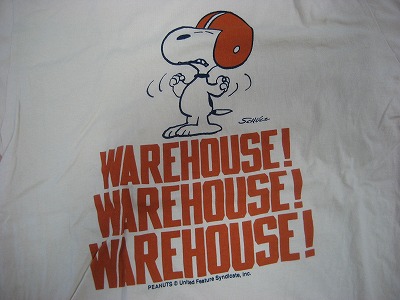 SCHULZ
WAREHOUSE!
WAREHOUSE!
WAREHOUSE!
PEANUTS © United Feature Syndicate, Inc.